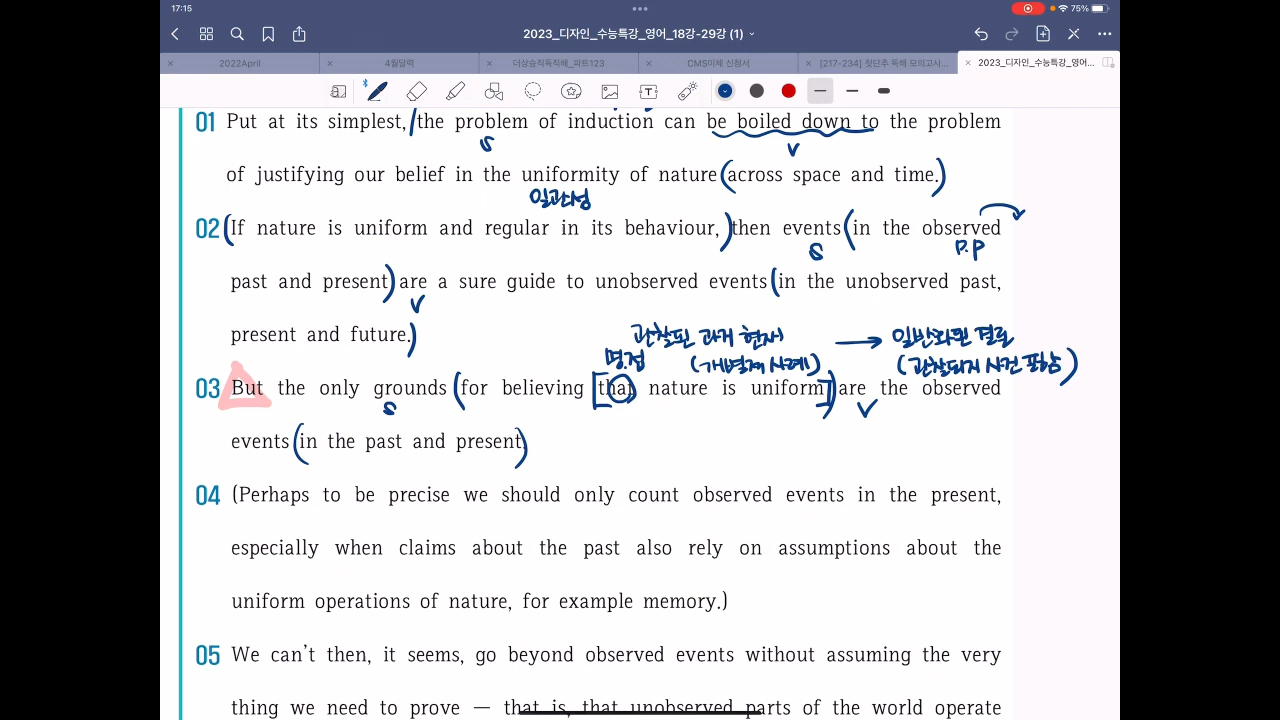 17:15
75%
2023_디자인_수능특강_영어_18강-29강 (1)
2022April
4월달력
더상승직독직해_파트123
CMS이체 신청서
[217-234] 첫단추 독해 모의고사...
2023_디자인_수능특강_영어...
01 Put at its simplest, the problem of induction can be boiled down to the problem
s
v
of justifying our belief in the uniformity of nature (across space and time.)
일관성
02 (If nature is uniform and regular in its behaviour,) then events (in the observed
s
P.P
past and present) are a sure guide to unobserved events (in the unobserved past,
v
present and future.)
관찰된 과거 현재 → 일반화된 결론
명.접 (개별적 사례) (관찰되지 사건 포함)
03 But the only grounds (for believing [that nature is uniform]) are the observed
s
v
events (in the past and present.)
04 (Perhaps to be precise we should only count observed events in the present,
especially when claims about the past also rely on assumptions about the
uniform operations of nature, for example memory.)
05 We can't then, it seems, go beyond observed events without assuming the very
thing we need to prove — that is, that unobserved parts of the world operate